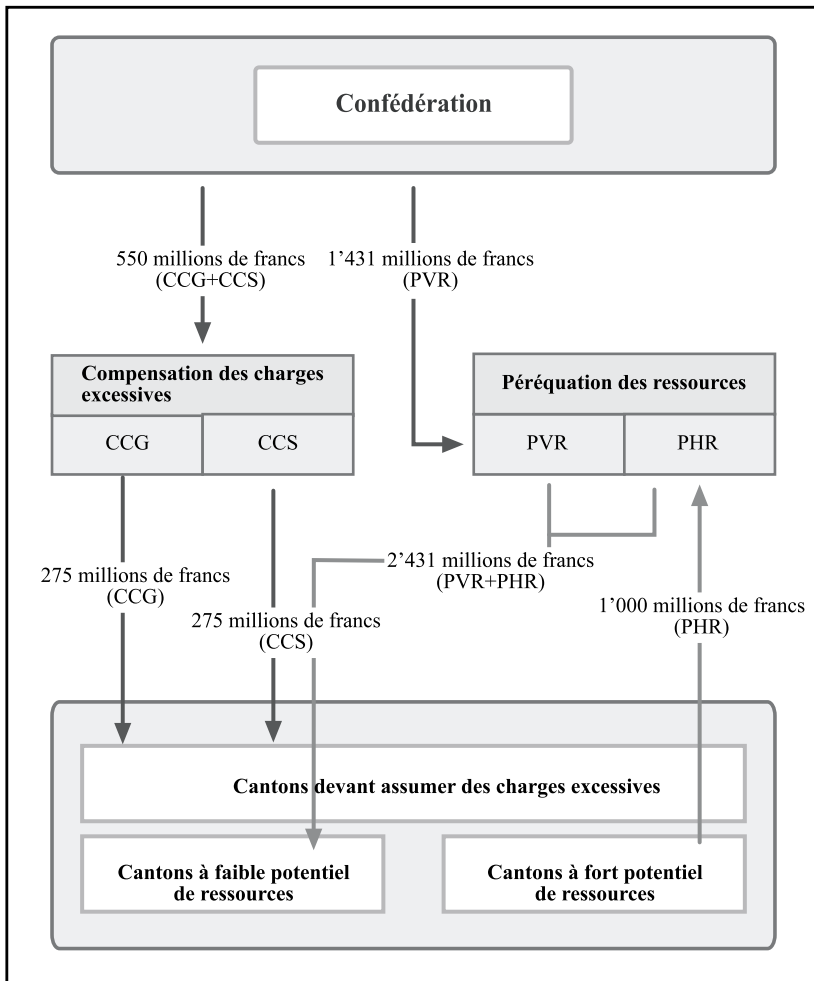 Confédération
550 millions de francs
(CCG+CCS)
1’431 millions de francs
(PVR)
Compensation des charges
excessives
CCG
CCS
Péréquation des ressources
PVR
PHR
275 millions de francs
(CCG)
275 millions de francs
(CCS)
2’431 millions de francs
(PVR+PHR)
1’000 millions de francs
(PHR)
Cantons devant assumer des charges excessives
Cantons à faible potentiel
de ressources
Cantons à fort potentiel
de ressources